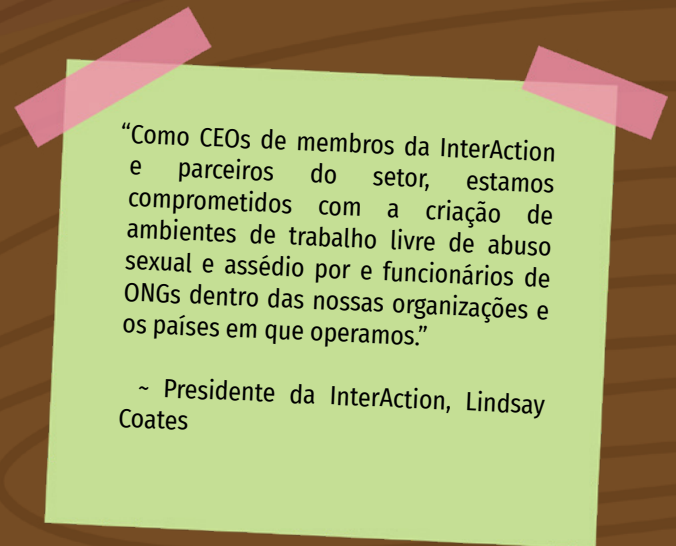 “Como CEOs de membros da InterAction
e parceiros do setor, estamos
comprometidos com a criação de
ambientes de trabalho livre de abuso
sexual e assédio por e funcionários de
ONGs dentro das nossas organizações e
os países em que operamos.”
~ Presidente da InterAction, Lindsay
Coates